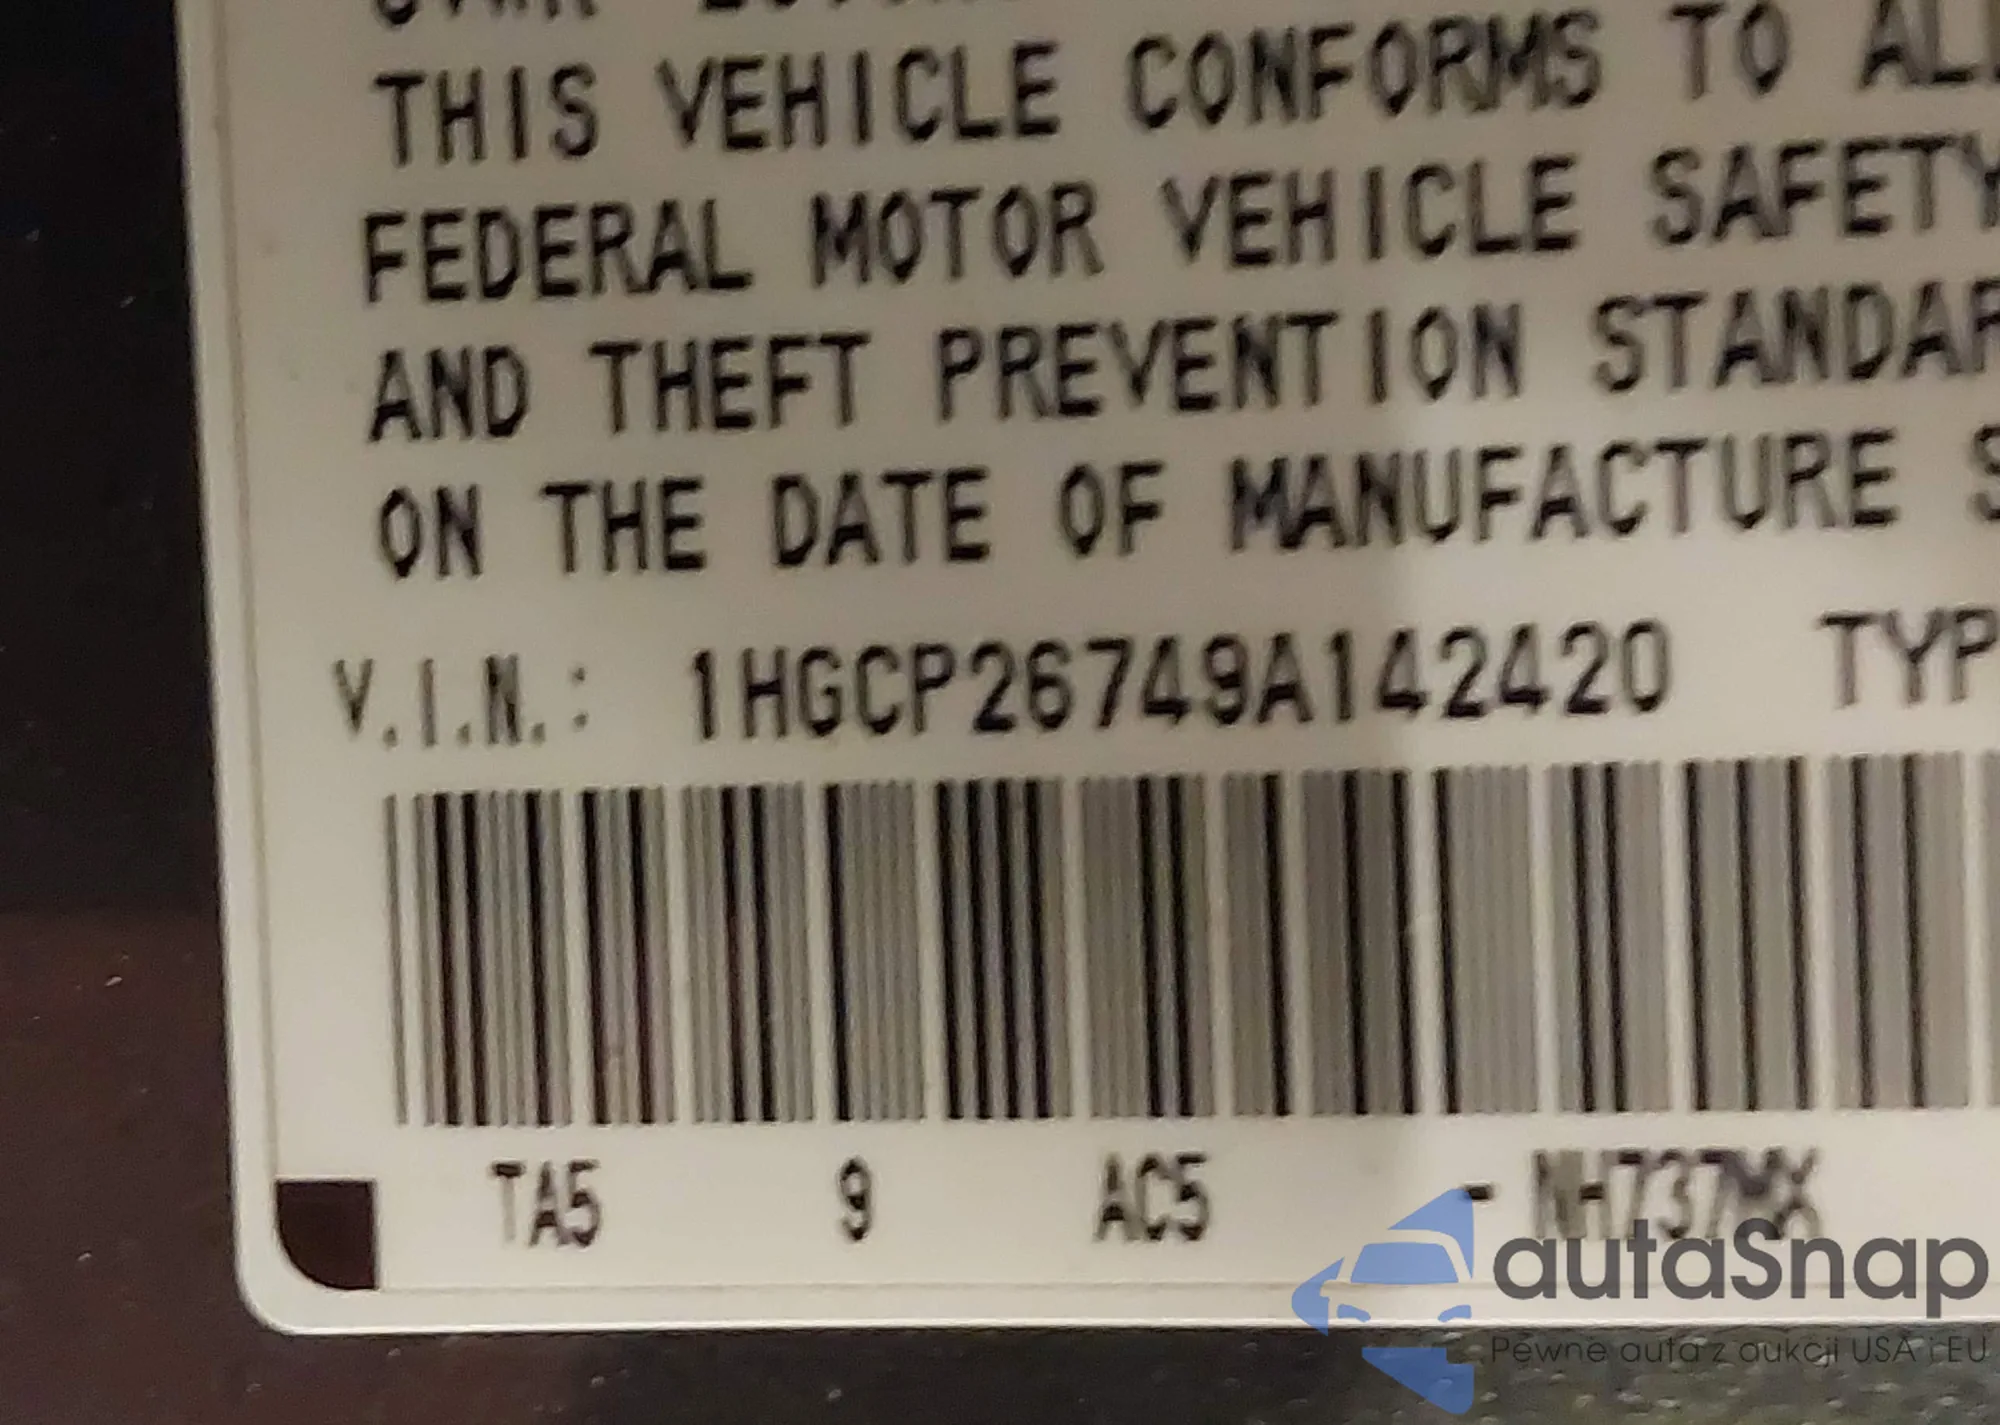 THIS VEHICLE CONFORMS TO ALL
FEDERAL MOTOR VEHICLE SAFETY
AND THEFT PREVENTION STANDAR
ON THE DATE OF MANUFACTURE S
V.I.N.: 1HGCP26749A142420 TYP
TA5 9 AC5 - NH737MX
autaSnap
Pewne auta z aukcji USA i EU